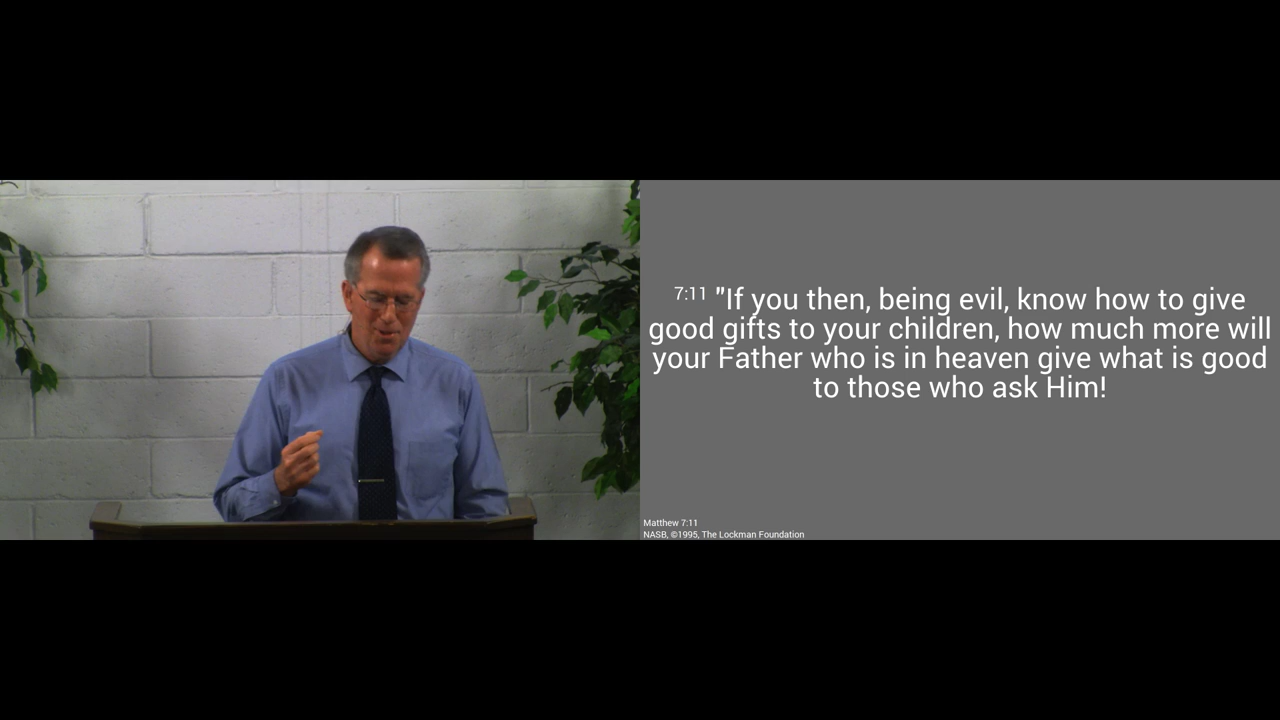 7:11 "If you then, being evil, know how to give
good gifts to your children, how much more will
your Father who is in heaven give what is good
to those who ask Him!
Matthew 7:11
NASB, ©1995, The Lockman Foundation